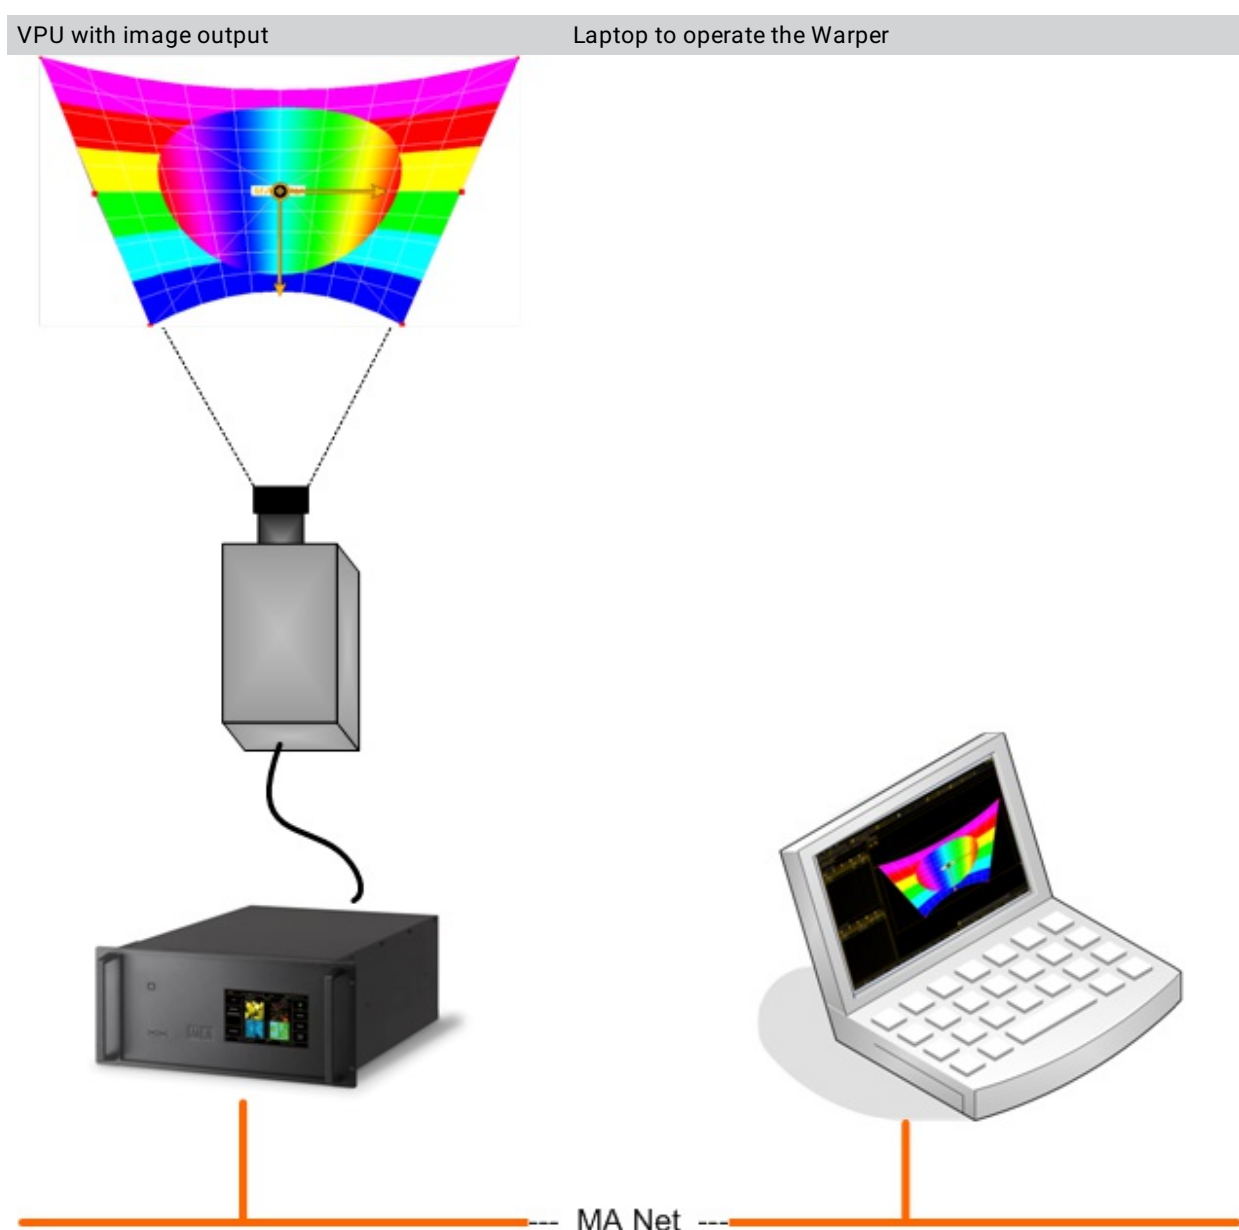 VPU with image output
Laptop to operate the Warper
--- MA Net ---